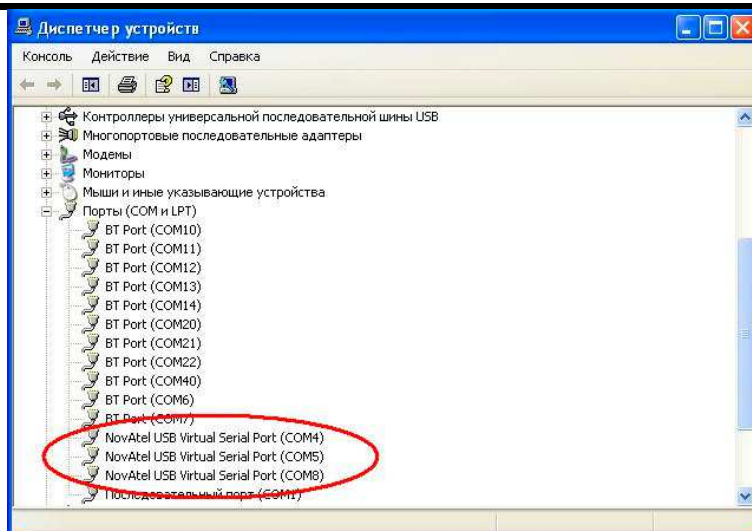 Диспетчер устройств
Консоль Действие Вид Справка
Контроллеры универсальной последовательной шины USB
Многопортовые последовательные адаптеры
Модемы
Мониторы
Мыши и иные указывающие устройства
Порты (COM и LPT)
BT Port (COM10)
BT Port (COM11)
BT Port (COM12)
BT Port (COM13)
BT Port (COM14)
BT Port (COM20)
BT Port (COM21)
BT Port (COM22)
BT Port (COM40)
BT Port (COM6)
BT Port (COM7)
NovAtel USB Virtual Serial Port (COM4)
NovAtel USB Virtual Serial Port (COM5)
NovAtel USB Virtual Serial Port (COM8)
Последовательный порт (COM1)